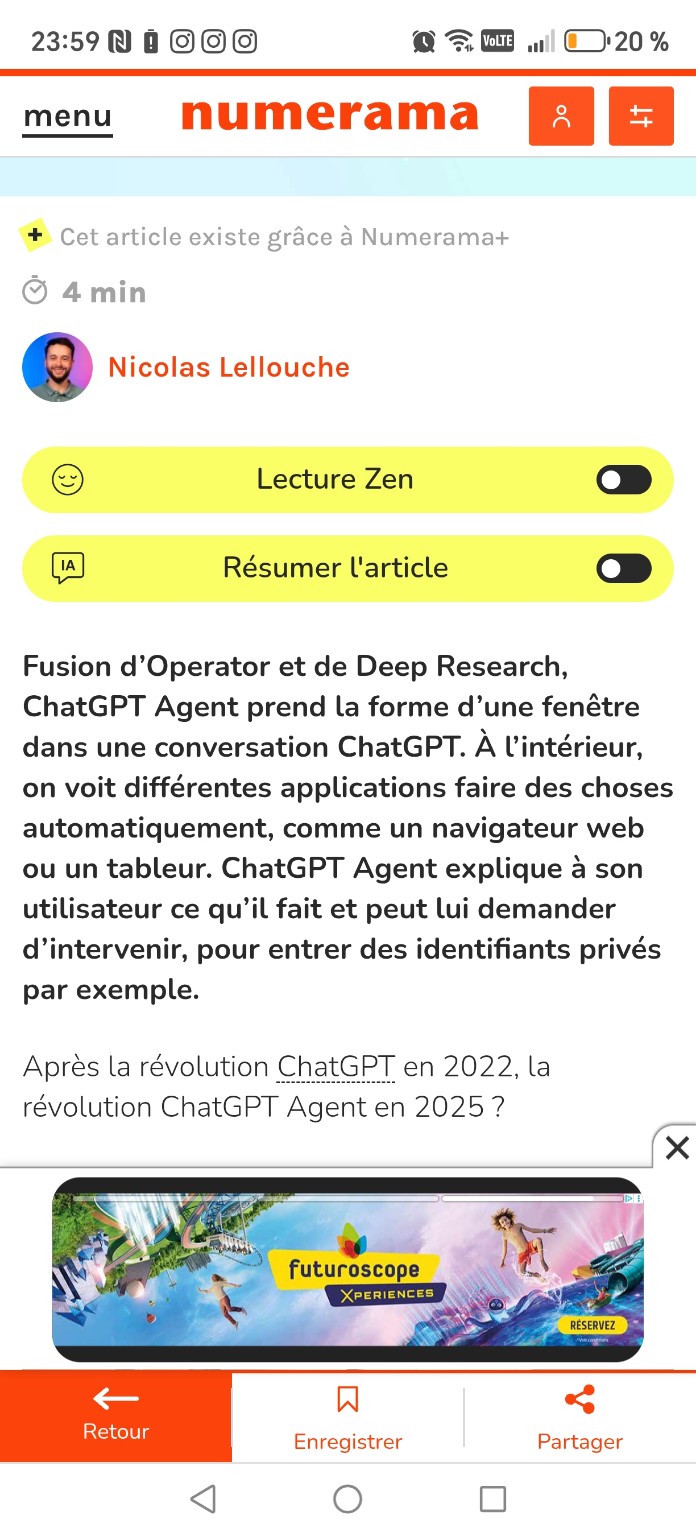 23:59
VoLTE
20 %
menu
numerama
+ Cet article existe grâce à Numerama+
4 min
Nicolas Lellouche
Lecture Zen
IA
Résumer l'article
Fusion d’Operator et de Deep Research,
ChatGPT Agent prend la forme d’une fenêtre
dans une conversation ChatGPT. À l’intérieur,
on voit différentes applications faire des choses
automatiquement, comme un navigateur web
ou un tableur. ChatGPT Agent explique à son
utilisateur ce qu’il fait et peut lui demander
d’intervenir, pour entrer des identifiants privés
par exemple.
Après la révolution ChatGPT en 2022, la
révolution ChatGPT Agent en 2025 ?
futuroscope
XPERIENCES
RÉSERVEZ
Retour
Enregistrer
Partager